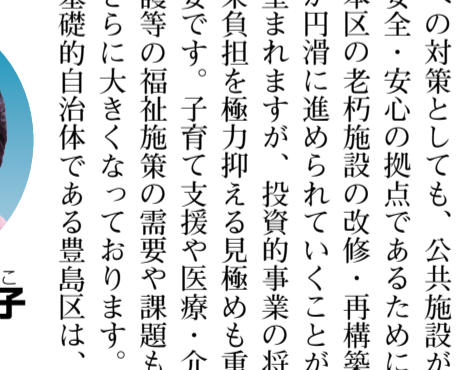 の対策としても、公共施設が
安全・安心の拠点であるために
本区の老朽施設の改修・再構築
が円滑に進められていくことが
望まれますが、投資的事業の将
来負担を極力抑える見極めも重
要です。子育て支援や医療・介
護等の福祉施策の需要や課題も
さらに大きくなっております。
基礎的自治体である豊島区は、
こ
子